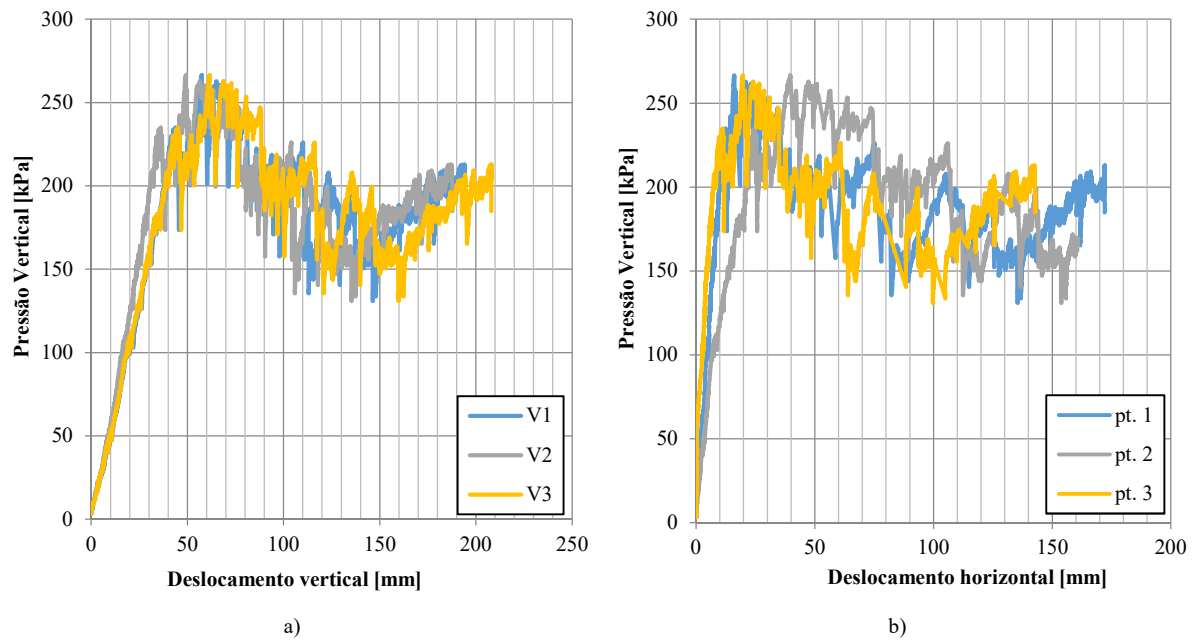 300
250
200
150
100
50
0
Pressão Vertical [kPa]
0 50 100 150 200 250
Deslocamento vertical [mm]
V1
V2
V3
a)
300
250
200
150
100
50
0
Pressão Vertical [kPa]
0 50 100 150 200
Deslocamento horizontal [mm]
pt. 1
pt. 2
pt. 3
b)